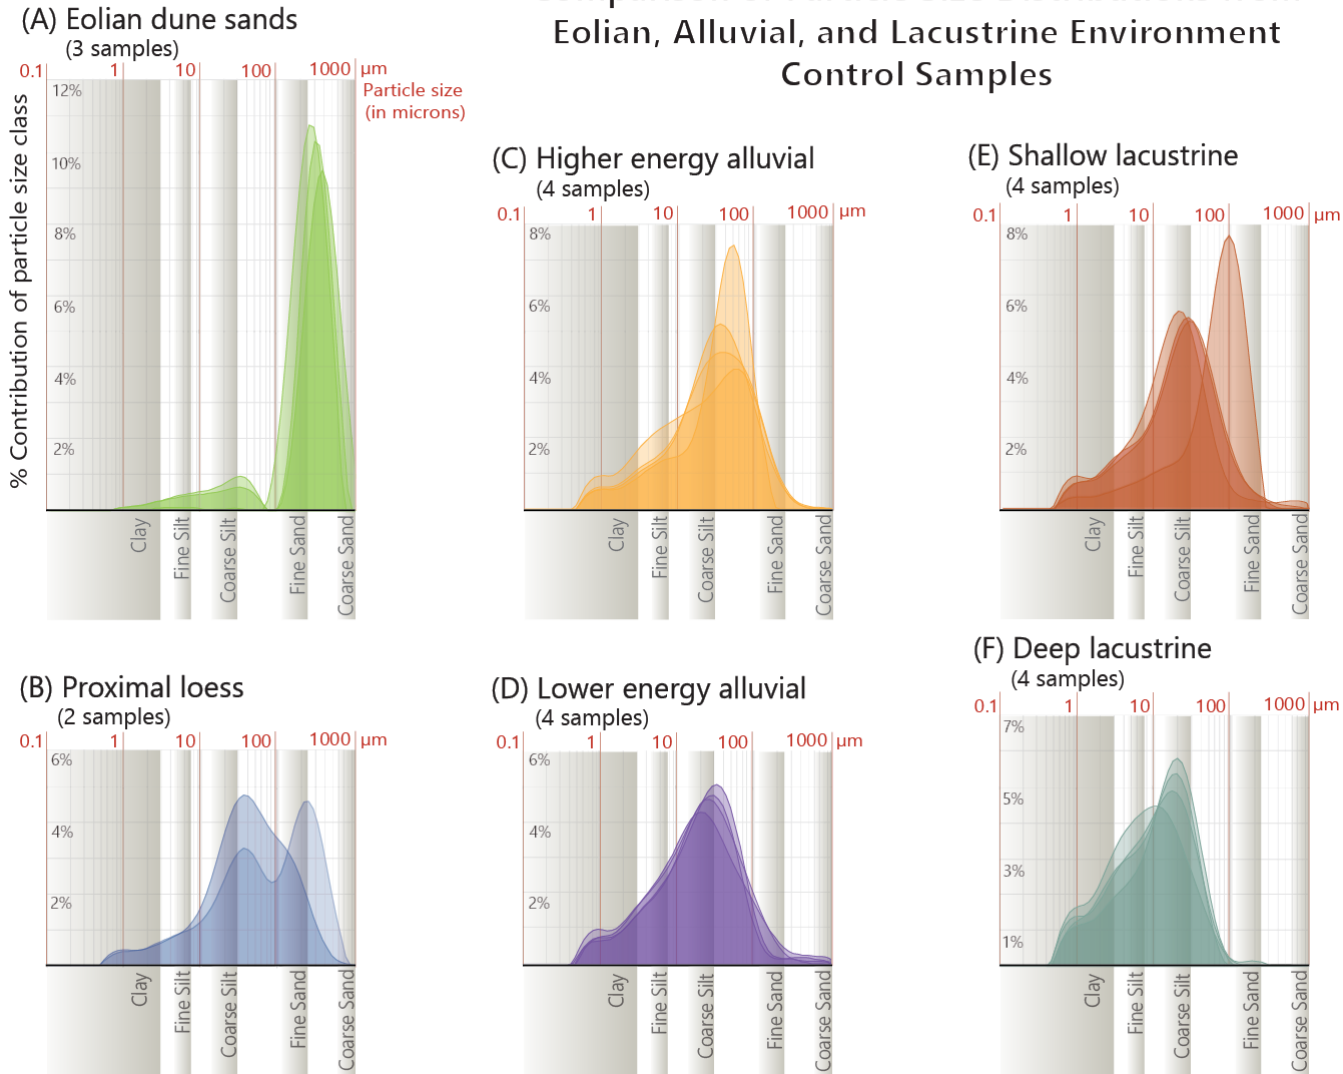 Comparison of Particle Size Distributions from
Eolian, Alluvial, and Lacustrine Environment
Control Samples
(A) Eolian dune sands
(3 samples)
0.1 1 10 100 1000 µm
Particle size
(in microns)
% Contribution of particle size class
12%
10%
8%
6%
4%
2%
Clay
Fine Silt
Coarse Silt
Fine Sand
Coarse Sand
(C) Higher energy alluvial
(4 samples)
0.1 1 10 100 1000 µm
8%
6%
4%
2%
Clay
Fine Silt
Coarse Silt
Fine Sand
Coarse Sand
(E) Shallow lacustrine
(4 samples)
0.1 1 10 100 1000 µm
8%
6%
4%
2%
Clay
Fine Silt
Coarse Silt
Fine Sand
Coarse Sand
(B) Proximal loess
(2 samples)
0.1 1 10 100 1000 µm
6%
4%
2%
Clay
Fine Silt
Coarse Silt
Fine Sand
Coarse Sand
(D) Lower energy alluvial
(4 samples)
0.1 1 10 100 1000 µm
6%
4%
2%
Clay
Fine Silt
Coarse Silt
Fine Sand
Coarse Sand
(F) Deep lacustrine
(4 samples)
0.1 1 10 100 1000 µm
7%
5%
3%
1%
Clay
Fine Silt
Coarse Silt
Fine Sand
Coarse Sand